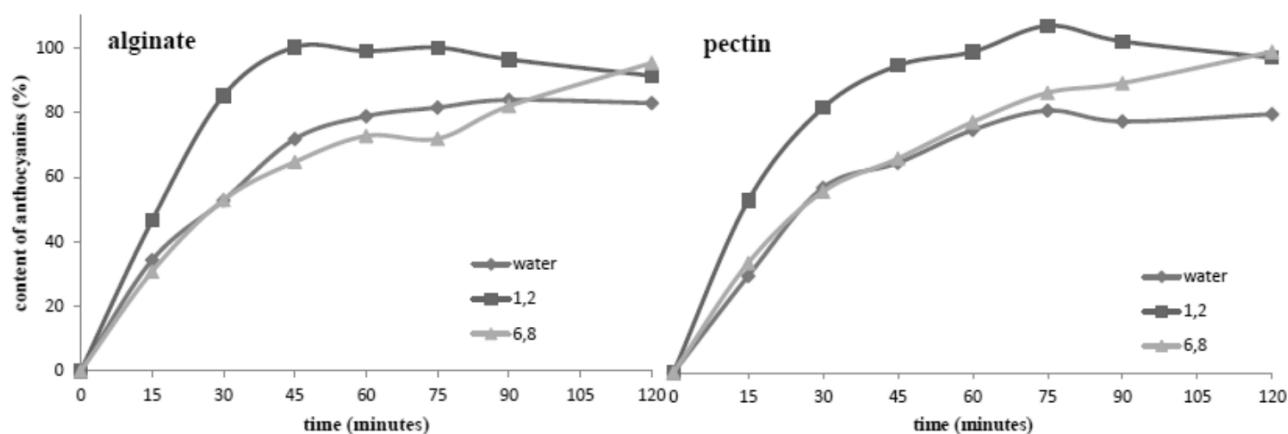 alginate
content of anthocyanins (%)
100
80
60
40
20
0
water
1,2
6,8
0 15 30 45 60 75 90 105 120
time (minutes)
pectin
water
1,2
6,8
0 15 30 45 60 75 90 105 120
time (minutes)